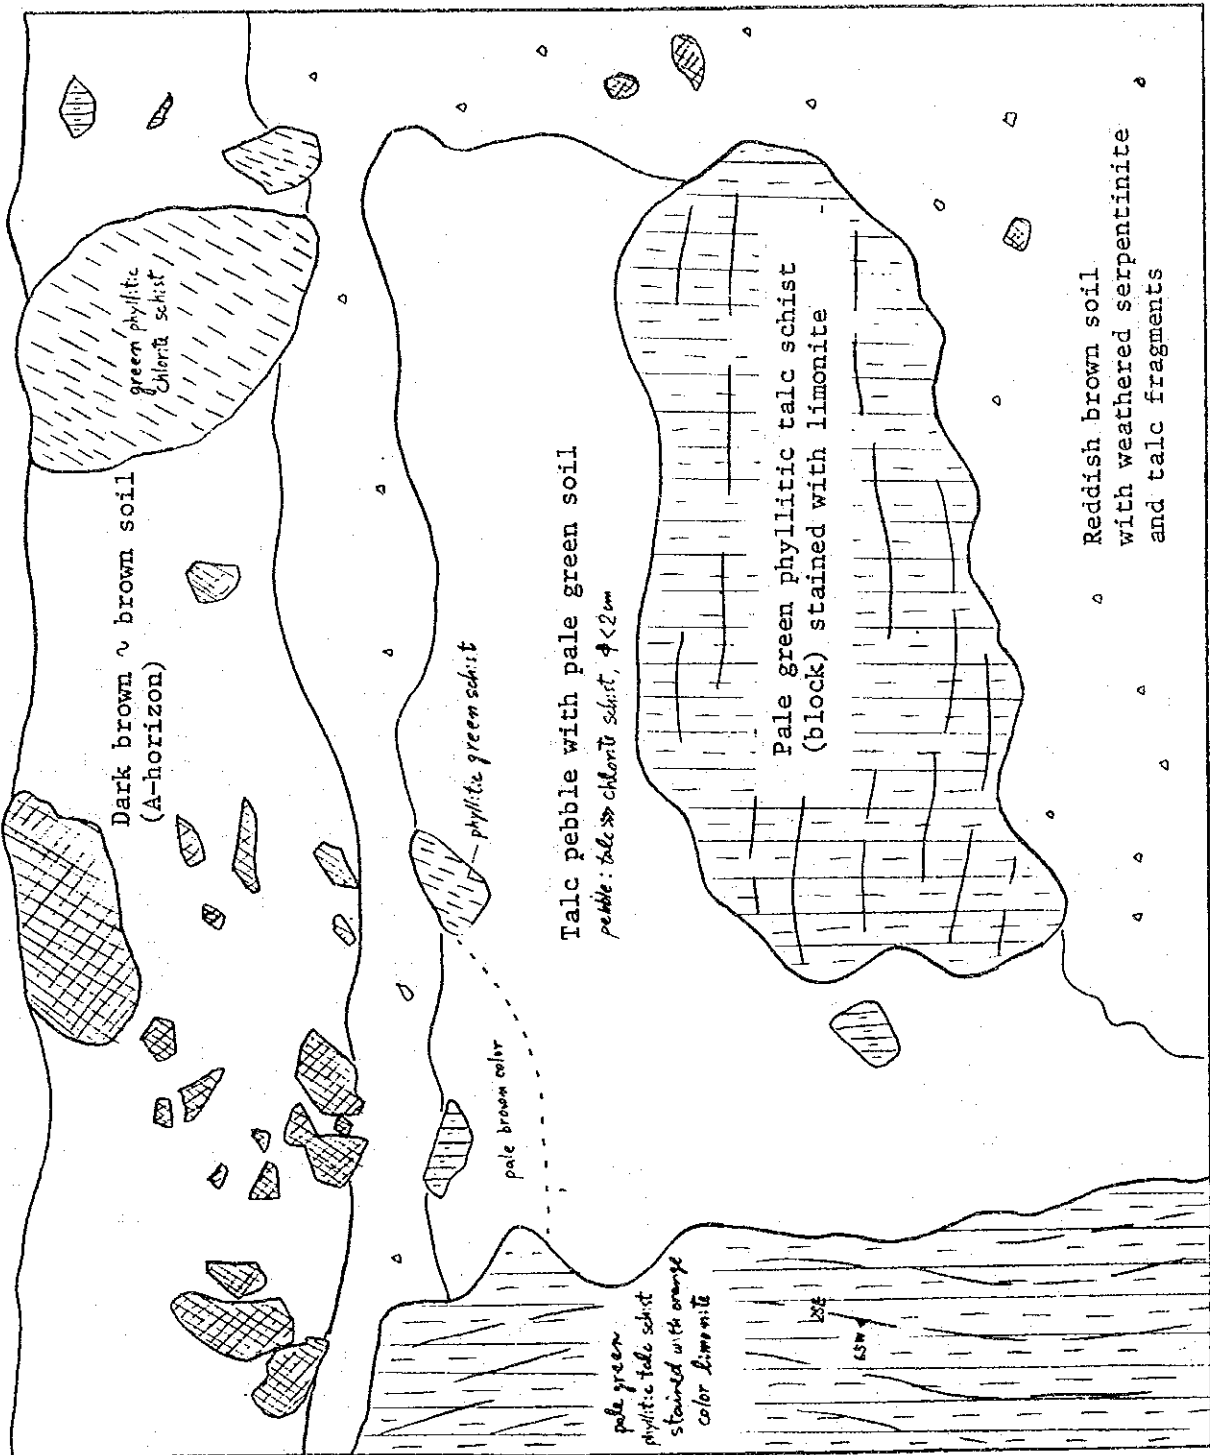 Dark brown ~ brown soil
(A-horizon)
green phyllitic
chlorite schist
phyllitic green schist
pale brown color
Talc pebble with pale green soil
pebble : talc >>> chlorite schist, φ<2cm
Pale green phyllitic talc schist
(block) stained with limonite
pale green
phyllitic talc schist
stained with orange
color limonite
65W
Reddish brown soil
with weathered serpentinite
and talc fragments